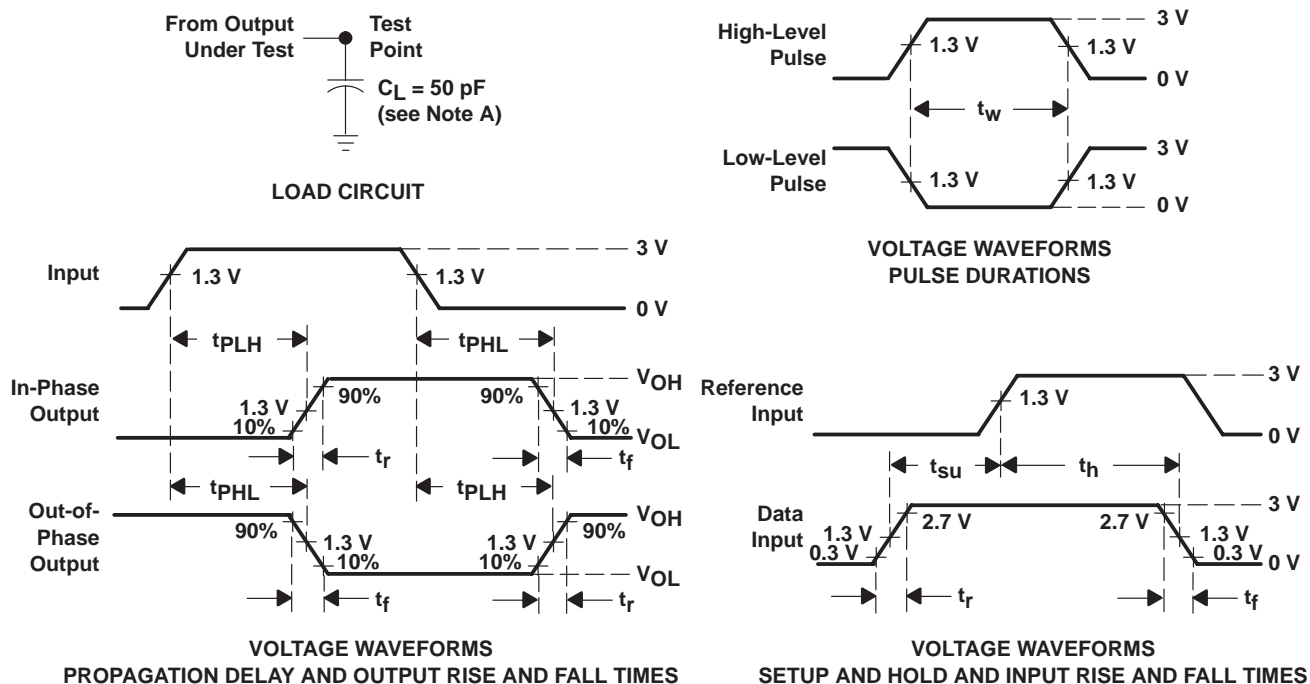 From Output
Under Test
Test
Point
CL = 50 pF
(see Note A)
LOAD CIRCUIT
High-Level
Pulse
1.3 V
1.3 V
3 V
0 V
tw
Low-Level
Pulse
1.3 V
1.3 V
3 V
0 V
VOLTAGE WAVEFORMS
PULSE DURATIONS
Input
1.3 V
1.3 V
3 V
0 V
tPLH
tPHL
In-Phase
Output
1.3 V
10%
90%
90%
1.3 V
10%
VOH
VOL
tr
tf
tPHL
tPLH
Out-of-
Phase
Output
90%
1.3 V
10%
1.3 V
10%
90%
VOH
VOL
tf
tr
VOLTAGE WAVEFORMS
PROPAGATION DELAY AND OUTPUT RISE AND FALL TIMES
Reference
Input
1.3 V
3 V
0 V
tsu
th
Data
Input
1.3 V
0.3 V
2.7 V
2.7 V
1.3 V
0.3 V
3 V
0 V
tr
tf
VOLTAGE WAVEFORMS
SETUP AND HOLD AND INPUT RISE AND FALL TIMES